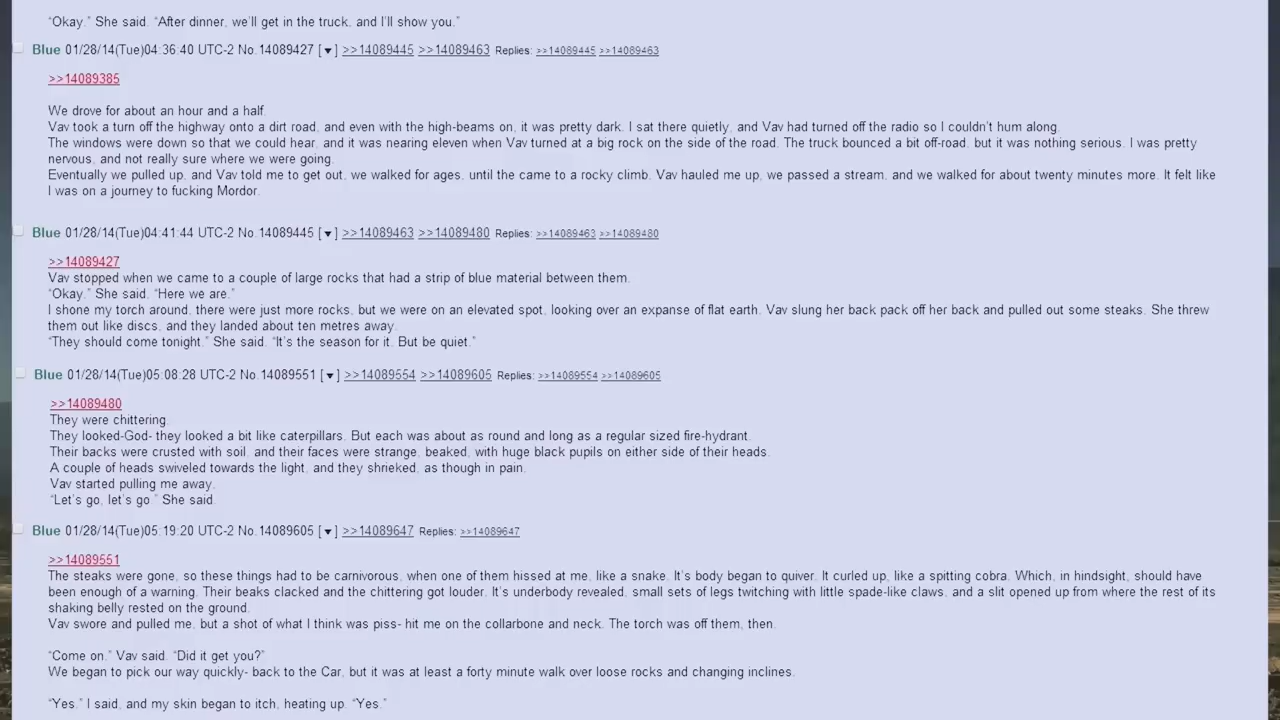 “Okay.” She said. “After dinner, we’ll get in the truck, and I’ll show you.”
Blue 01/28/14(Tue)04:36:40 UTC-2 No.14089427 [▼] >>14089445 >>14089463 Replies: >>14089445 >>14089463
>>14089385
We drove for about an hour and a half.
Vav took a turn off the highway onto a dirt road, and even with the high-beams on, it was pretty dark. I sat there quietly, and Vav had turned off the radio so I couldn’t hum along.
The windows were down so that we could hear, and it was nearing eleven when Vav turned at a big rock on the side of the road. The truck bounced a bit off-road, but it was nothing serious. I was pretty
nervous, and not really sure where we were going.
Eventually we pulled up, and Vav told me to get out, we walked for ages, until the came to a rocky climb. Vav hauled me up, we passed a stream, and we walked for about twenty minutes more. It felt like
I was on a journey to fucking Mordor.
Blue 01/28/14(Tue)04:41:44 UTC-2 No.14089445 [▼] >>14089463 >>14089480 Replies: >>14089463 >>14089480
>>14089427
Vav stopped when we came to a couple of large rocks that had a strip of blue material between them.
“Okay.” She said. “Here we are.”
I shone my torch around, there were just more rocks, but we were on an elevated spot, looking over an expanse of flat earth. Vav slung her back pack off her back and pulled out some steaks. She threw
them out like discs, and they landed about ten metres away.
“They should come tonight.” She said. “It’s the season for it. But be quiet.”
Blue 01/28/14(Tue)05:08:28 UTC-2 No.14089551 [▼] >>14089554 >>14089605 Replies: >>14089554 >>14089605
>>14089480
They were chittering.
They looked-God- they looked a bit like caterpillars. But each was about as round and long as a regular sized fire-hydrant.
Their backs were crusted with soil, and their faces were strange, beaked, with huge black pupils on either side of their heads.
A couple of heads swiveled towards the light, and they shrieked, as though in pain.
Vav started pulling me away.
“Let’s go, let’s go.” She said.
Blue 01/28/14(Tue)05:19:20 UTC-2 No.14089605 [▼] >>14089647 Replies: >>14089647
>>14089551
The steaks were gone, so these things had to be carnivorous, when one of them hissed at me, like a snake. It’s body began to quiver. It curled up, like a spitting cobra. Which, in hindsight, should have
been enough of a warning. Their beaks clacked and the chittering got louder. It’s underbody revealed, small sets of legs twitching with little spade-like claws, and a slit opened up from where the rest of its
shaking belly rested on the ground.
Vav swore and pulled me, but a shot of what I think was piss- hit me on the collarbone and neck. The torch was off them, then.
“Come on.” Vav said. “Did it get you?”
We began to pick our way quickly- back to the Car, but it was at least a forty minute walk over loose rocks and changing inclines.
“Yes.” I said, and my skin began to itch, heating up. “Yes.”